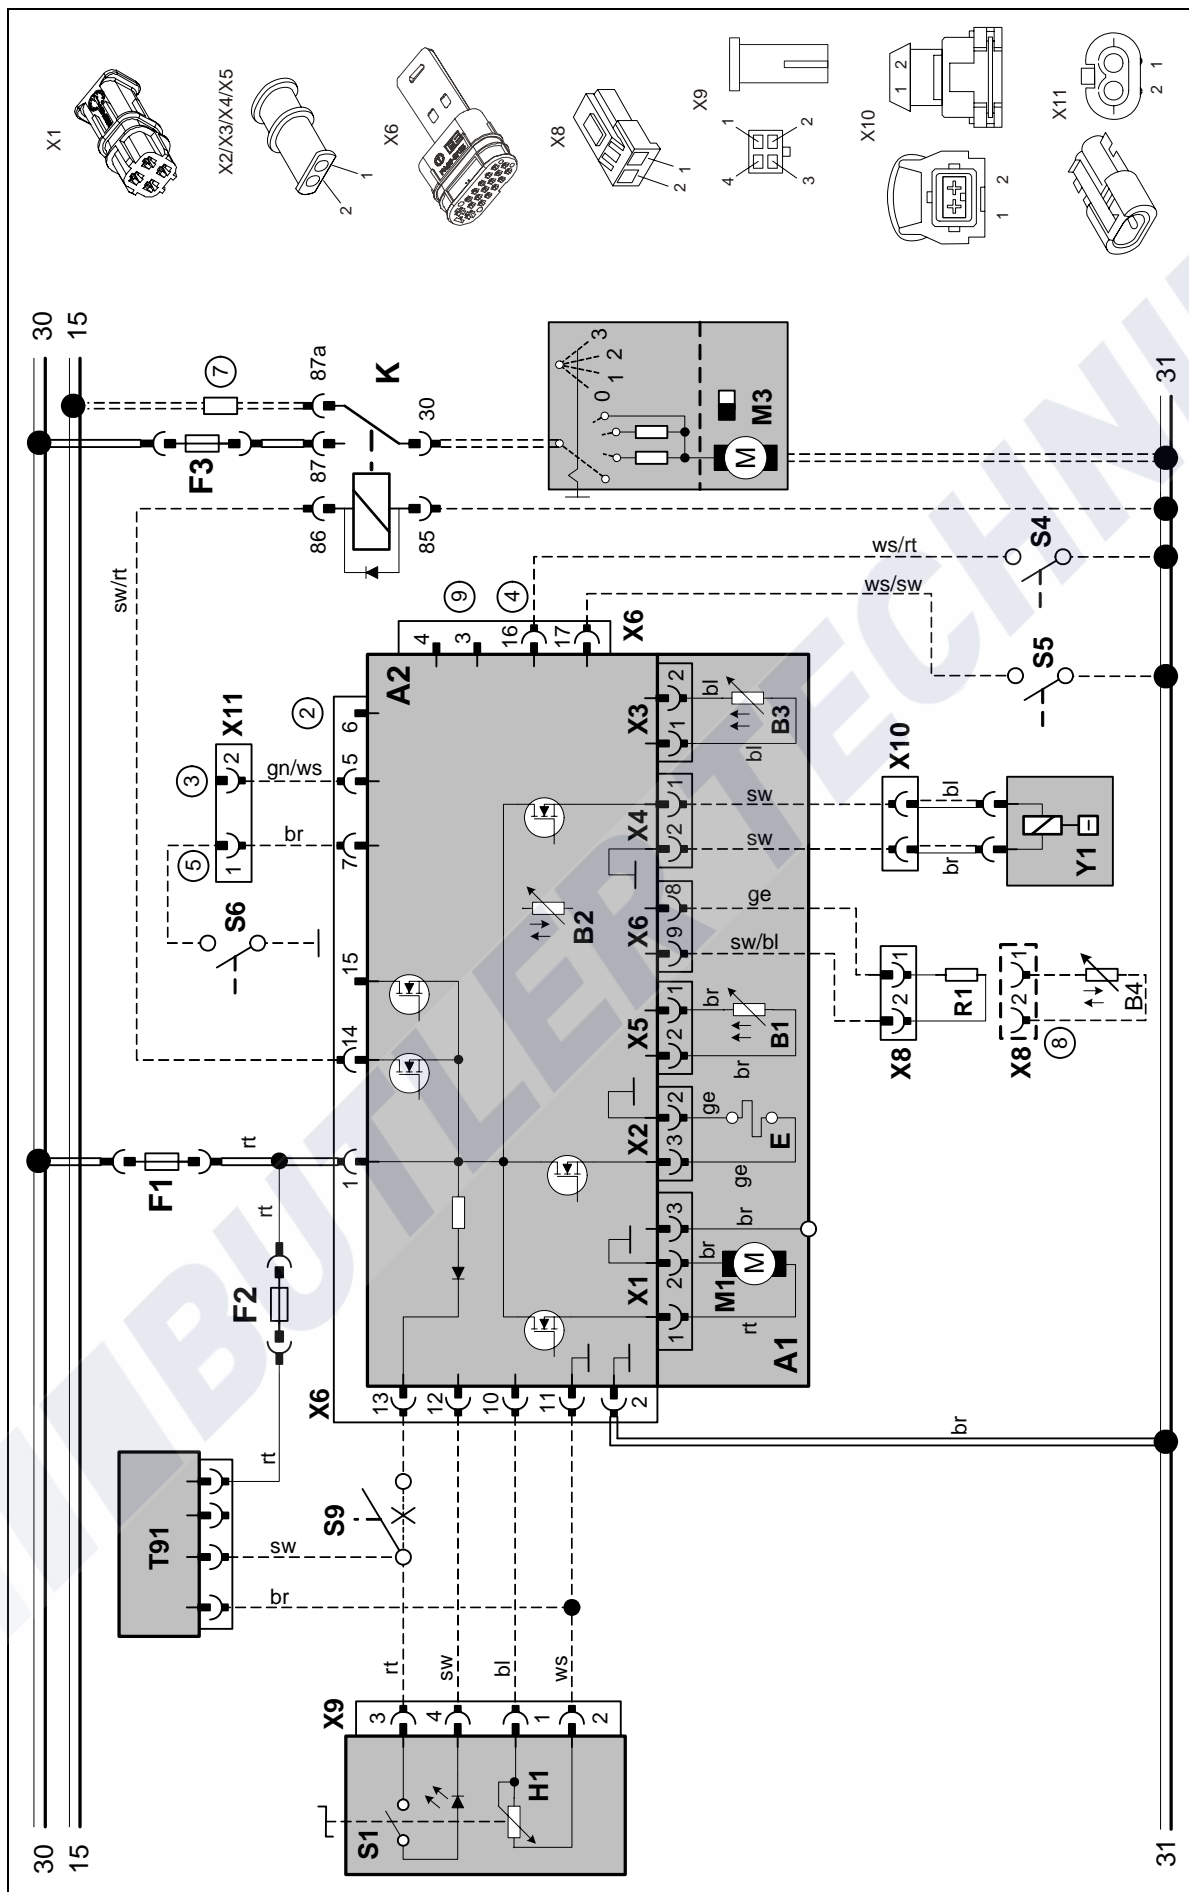 X1
X2/X3/X4/X5
1
2
X6
X8
1
2
X9
1
2
3
4
X10
1 2
1 2
X11
1
2
30
15
30
15
31
31
F3
7
87a
87
86
85
30
K
sw/rt
0 1 2 3
M
M3
F1
rt
rt
F2
rt
T91
sw
br
S9
X6
13
12
10
11
2
br
X9
3
4
1
2
rt
sw
bl
ws
S1
H1
1
14
15
7
5
6
2
S6
5
3
1 2
X11
br
gn/ws
A2
4
3
16
17
9
4
X6
ws/rt
ws/sw
S4
S5
B2
X1
1 2 3
rt
br
br
M1
M
A1
X2
3 2
ge
ge
E
X5
2 1
br
br
B1
X6
9 8
sw/bl
ge
X4
2 1
sw
sw
X3
1 2
bl
bl
B3
X8
2 1
R1
X8
2 1
8
B4
X10
br
bl
Y1
BUTLER TECHNI